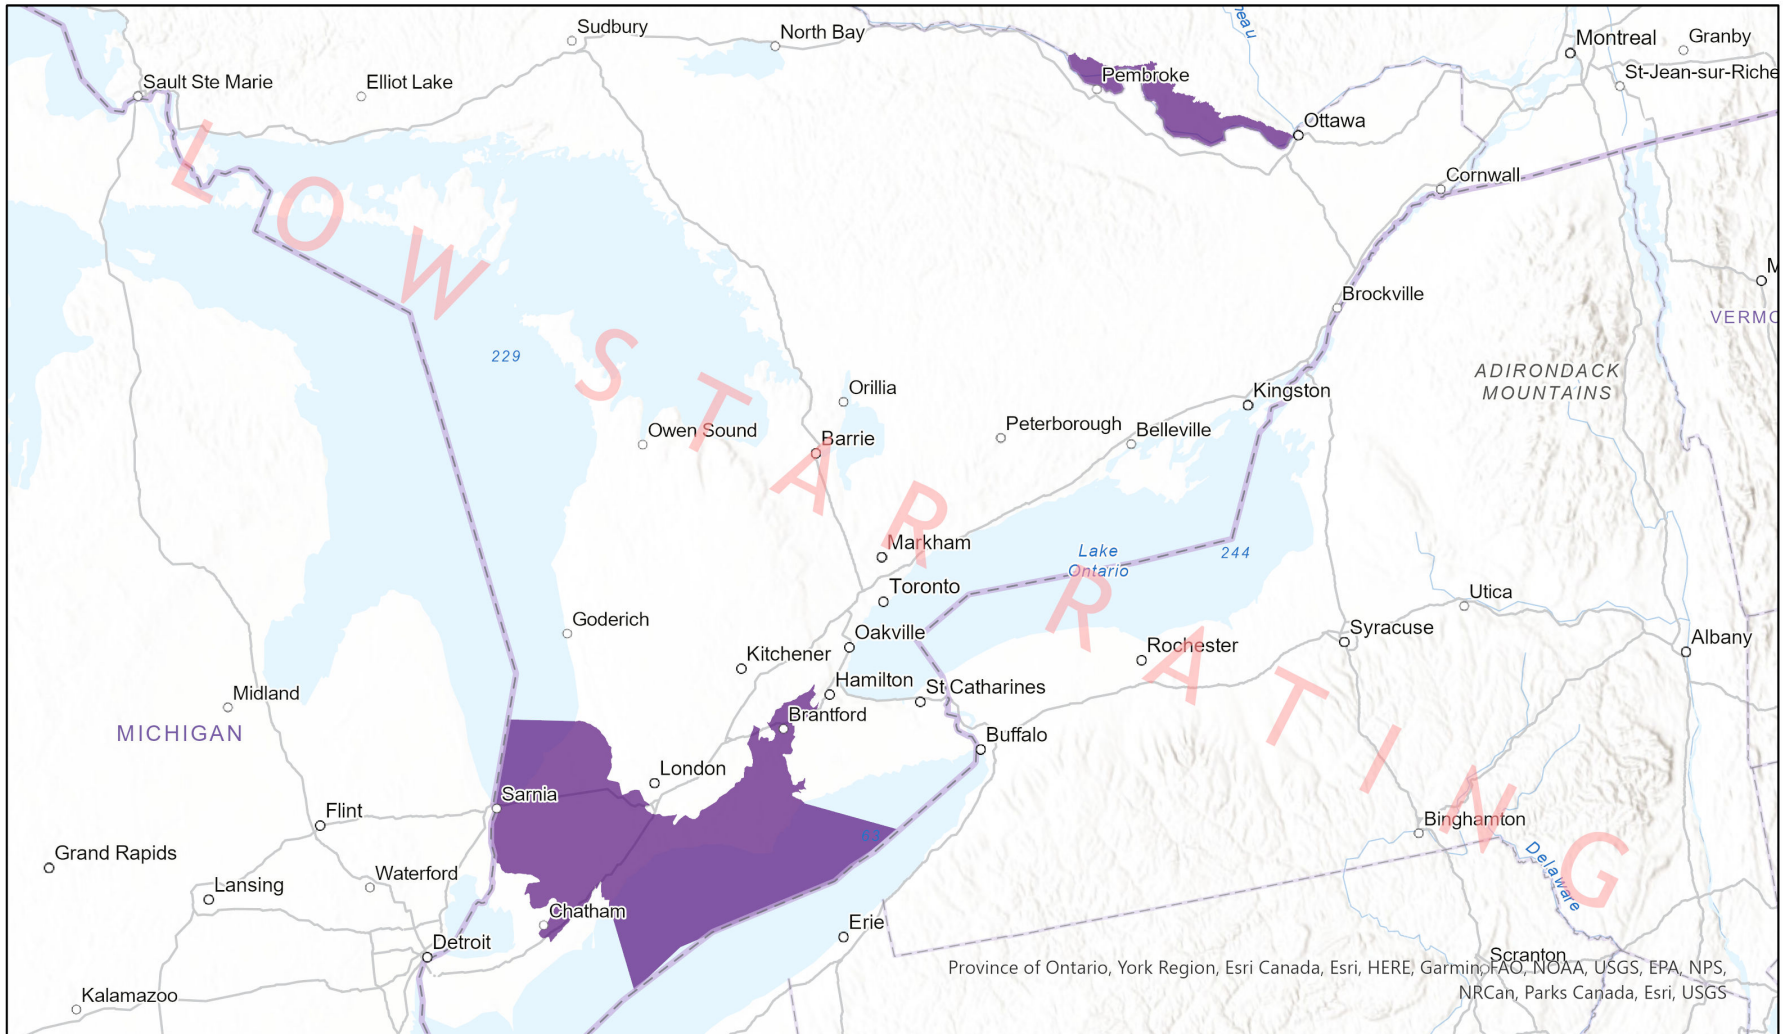 Sudbury
North Bay
neau
Montreal
Granby
St-Jean-sur-Riche
Sault Ste Marie
Elliot Lake
Pembroke
Ottawa
Cornwall
LOW STAR RATING
229
Brockville
VERMO
ADIRONDACK
MOUNTAINS
Orillia
Kingston
Owen Sound
Barrie
Peterborough
Belleville
Markham
Lake
Ontario
244
Toronto
Utica
Goderich
Oakville
Syracuse
Albany
Kitchener
Rochester
Hamilton
St Catharines
Midland
Brantford
MICHIGAN
Buffalo
London
Sarnia
Flint
63
Binghamton
Grand Rapids
Waterford
Lansing
Delaware
Chatham
Erie
Detroit
Scranton
Kalamazoo
Province of Ontario, York Region, Esri Canada, Esri, HERE, Garmin, FAO, NOAA, USGS, EPA, NPS,
NRCan, Parks Canada, Esri, USGS